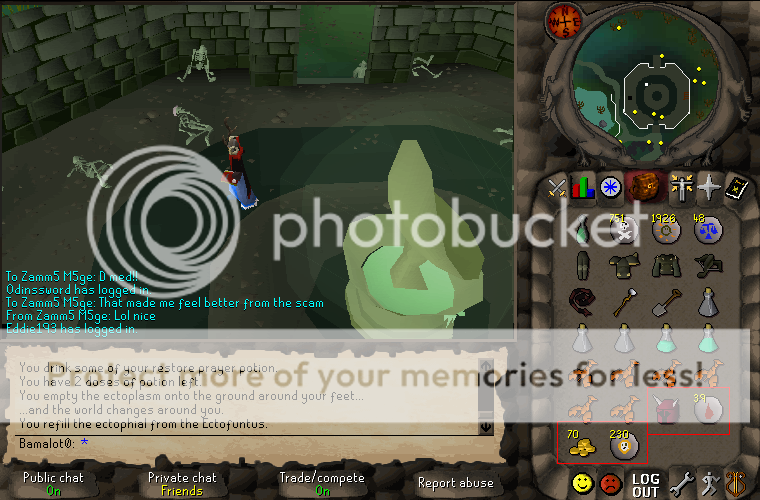 N
W E
S
751 1926 48
photobucket
To Zamm5 M5ge: D med!!
Odinssword has logged in.
To Zamm5 M5ge: That made me feel better from the scam
From Zamm5 M5ge: Lol nice
Eddie193 has logged in.
Protect more of your memories for less!
You drink some of your restore prayer potion.
You have 2 doses of potion left.
You empty the ectoplasm onto the ground around your feet...
...and the world changes around you.
You refill the ectophial from the Ectofuntus.
39
Bamalot0: *
70 230
Public chat
On
Private chat
Friends
Trade/compete
On
Report abuse
LOG
OUT